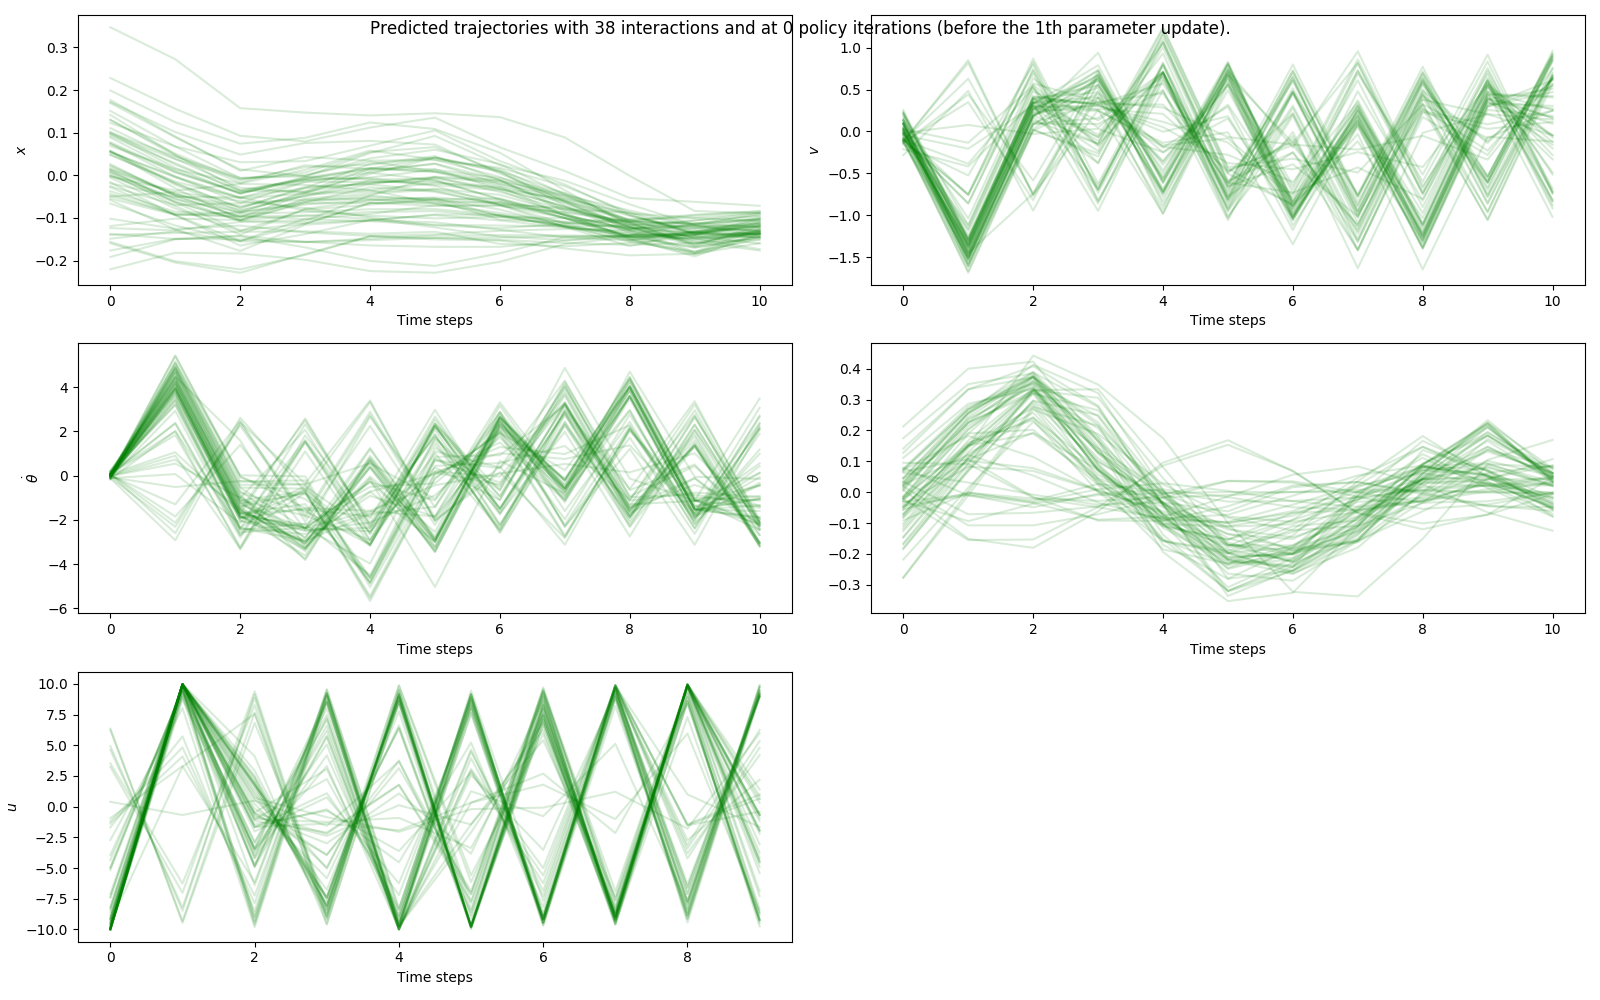 Predicted trajectories with 38 interactions and at 0 policy iterations (before the 1th parameter update).
0.3
0.2
0.1
0.0
−0.1
−0.2
x
0 2 4 6 8 10
Time steps
1.0
0.5
0.0
−0.5
−1.0
−1.5
v
0 2 4 6 8 10
Time steps
4
2
0
−2
−4
−6
θ̇
0 2 4 6 8 10
Time steps
0.4
0.3
0.2
0.1
0.0
−0.1
−0.2
−0.3
θ
0 2 4 6 8 10
Time steps
10.0
7.5
5.0
2.5
0.0
−2.5
−5.0
−7.5
−10.0
u
0 2 4 6 8
Time steps